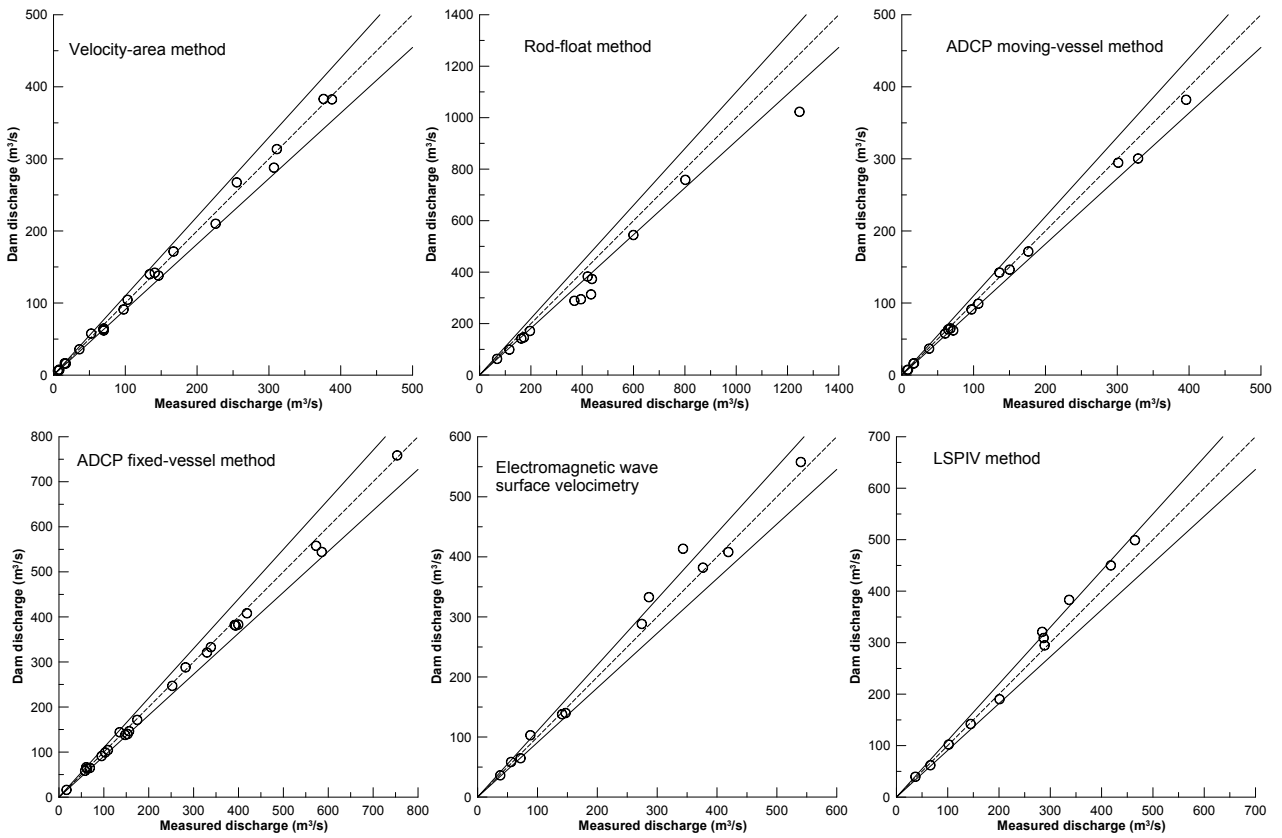 Velocity-area method
500
400
300
200
100
0
Dam discharge (m³/s)
0 100 200 300 400 500
Measured discharge (m³/s)
Rod-float method
1400
1200
1000
800
600
400
200
0
Dam discharge (m³/s)
0 200 400 600 800 1000 1200 1400
Measured discharge (m³/s)
ADCP moving-vessel method
500
400
300
200
100
0
Dam discharge (m³/s)
0 100 200 300 400 500
Measured discharge (m³/s)
ADCP fixed-vessel method
800
700
600
500
400
300
200
100
0
Dam discharge (m³/s)
0 100 200 300 400 500 600 700 800
Measured discharge (m³/s)
Electromagnetic wave
surface velocimetry
600
500
400
300
200
100
0
Dam discharge (m³/s)
0 100 200 300 400 500 600
Measured discharge (m³/s)
LSPIV method
700
600
500
400
300
200
100
0
Dam discharge (m³/s)
0 100 200 300 400 500 600 700
Measured discharge (m³/s)